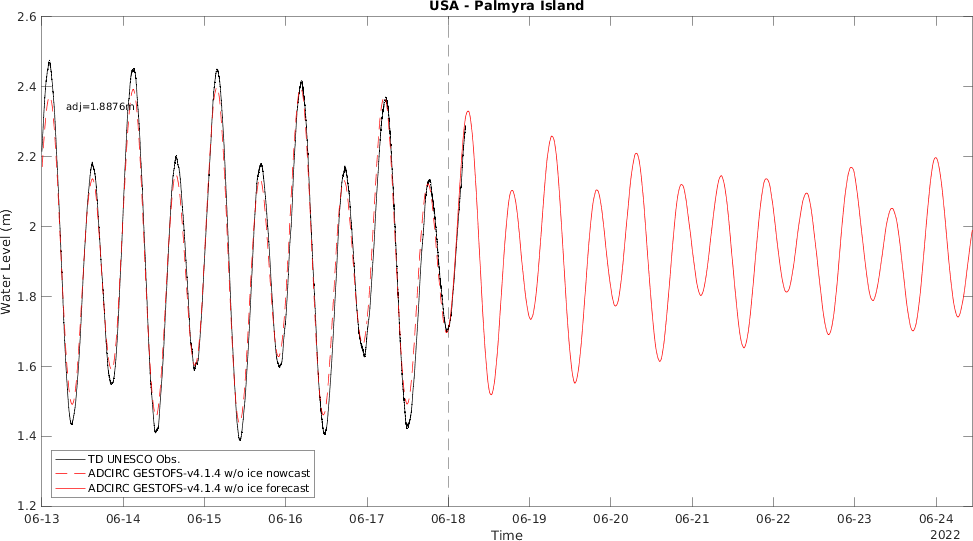 USA - Palmyra Island
2.6
2.4
adj=1.8876m
2.2
2
Water Level (m)
1.8
1.6
1.4
TD UNESCO Obs.
ADCIRC GESTOFS-v4.1.4 w/o ice nowcast
ADCIRC GESTOFS-v4.1.4 w/o ice forecast
1.2
06-13 06-14 06-15 06-16 06-17 06-18 06-19 06-20 06-21 06-22 06-23 06-24
Time
2022